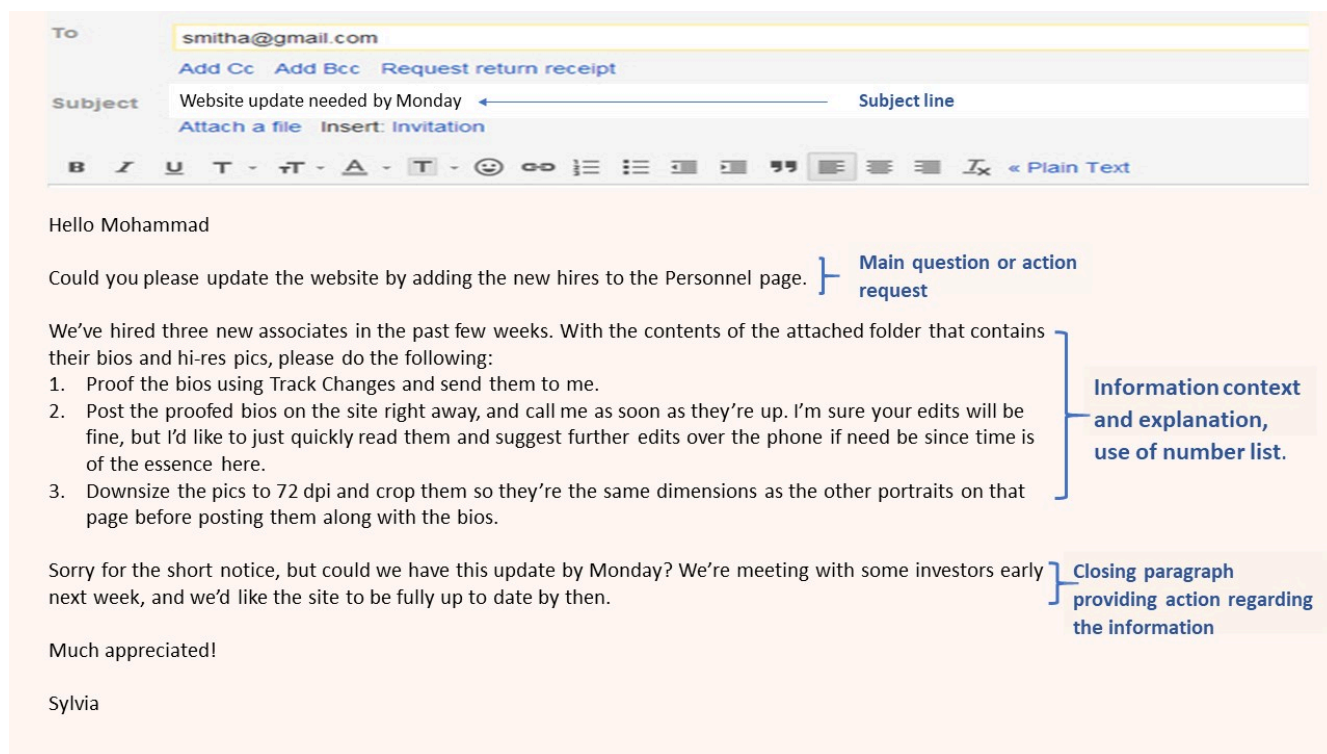 To
smitha@gmail.com
Add Cc Add Bcc Request return receipt
Subject
Website update needed by Monday
Subject line
Attach a file Insert: Invitation
B I U T - тT - A - T - « Plain Text
Hello Mohammad
Could you please update the website by adding the new hires to the Personnel page.
Main question or action
request
We’ve hired three new associates in the past few weeks. With the contents of the attached folder that contains
their bios and hi-res pics, please do the following:
1. Proof the bios using Track Changes and send them to me.
2. Post the proofed bios on the site right away, and call me as soon as they’re up. I’m sure your edits will be
fine, but I’d like to just quickly read them and suggest further edits over the phone if need be since time is
of the essence here.
3. Downsize the pics to 72 dpi and crop them so they’re the same dimensions as the other portraits on that
page before posting them along with the bios.
Information context
and explanation,
use of number list.
Sorry for the short notice, but could we have this update by Monday? We’re meeting with some investors early
next week, and we’d like the site to be fully up to date by then.
Closing paragraph
providing action regarding
the information
Much appreciated!
Sylvia